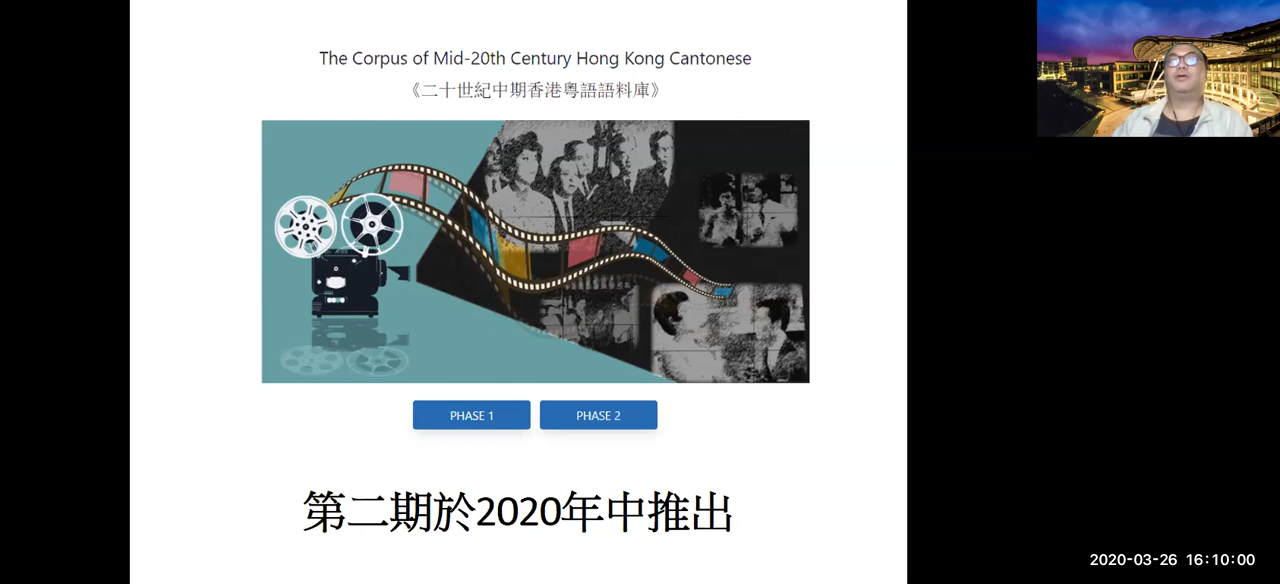 The Corpus of Mid-20th Century Hong Kong Cantonese
《二十世紀中期香港粵語語料庫》
PHASE 1
PHASE 2
第二期於2020年中推出
2020-03-26 16:10:00